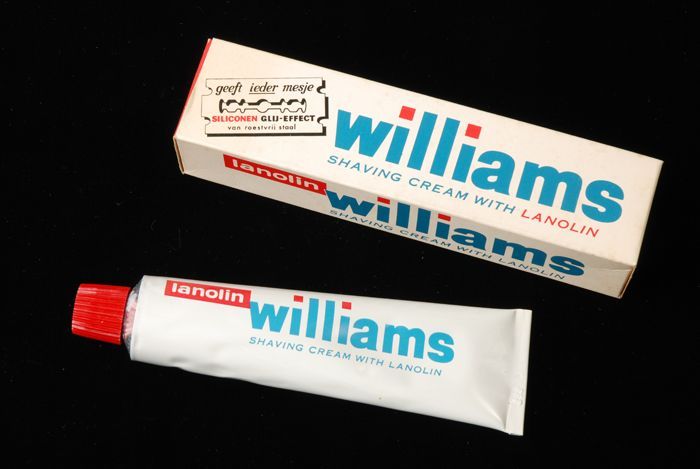 geeft ieder mesje
SILICONEN GLIJ-EFFECT
van roestvrij staal
williams
SHAVING CREAM WITH LANOLIN
lanolin
williams
SHAVING CREAM WITH LANOLIN
lanolin
williams
SHAVING CREAM WITH LANOLIN